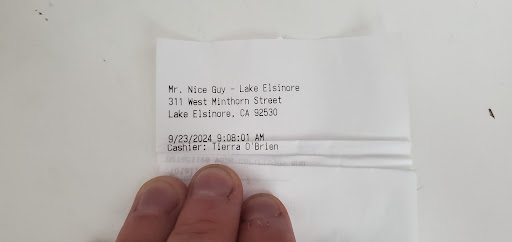 Mr. Nice Guy - Lake Elsinore
311 West Minthorn Street
Lake Elsinore, CA 92530
9/23/2024 9:08:01 AM
Cashier: Tierra O'Brien